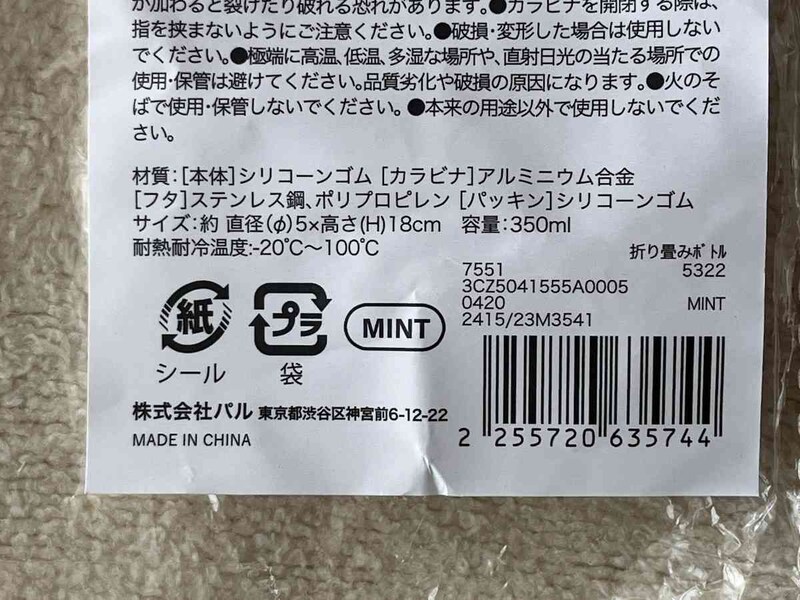 が加わると裂けたり破れる恐れがあります。●カラビナを開閉する際は、
指を挟まないようにご注意ください。●破損・変形した場合は使用しない
でください。●極端に高温、低温、多湿な場所や、直射日光の当たる場所での
使用・保管は避けてください。品質劣化や破損の原因になります。●火のそ
ばで使用・保管しないでください。●本来の用途以外で使用しないでくだ
さい。
材質：[本体]シリコーンゴム [カラビナ]アルミニウム合金
[フタ]ステンレス鋼、ポリプロピレン [パッキン]シリコーンゴム
サイズ：約 直径(φ)5×高さ(H)18cm 容量：350ml
耐熱耐冷温度:-20℃～100℃
折り畳みﾎﾞﾄﾙ
7551 5322
3CZ5041555A0005
0420 MINT
2415/23M3541
紙 プラ MINT
シール 袋
株式会社パル 東京都渋谷区神宮前6-12-22
MADE IN CHINA
2 255720 635744